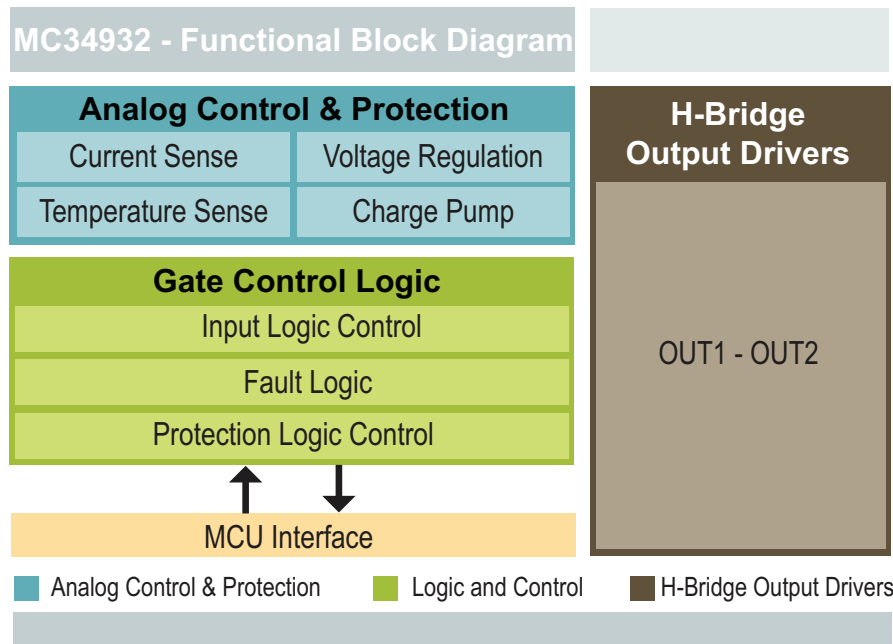 MC34932 - Functional Block Diagram
Analog Control & Protection
Current Sense
Voltage Regulation
Temperature Sense
Charge Pump
Gate Control Logic
Input Logic Control
Fault Logic
Protection Logic Control
MCU Interface
H-Bridge
Output Drivers
OUT1 - OUT2
Analog Control & Protection
Logic and Control
H-Bridge Output Drivers